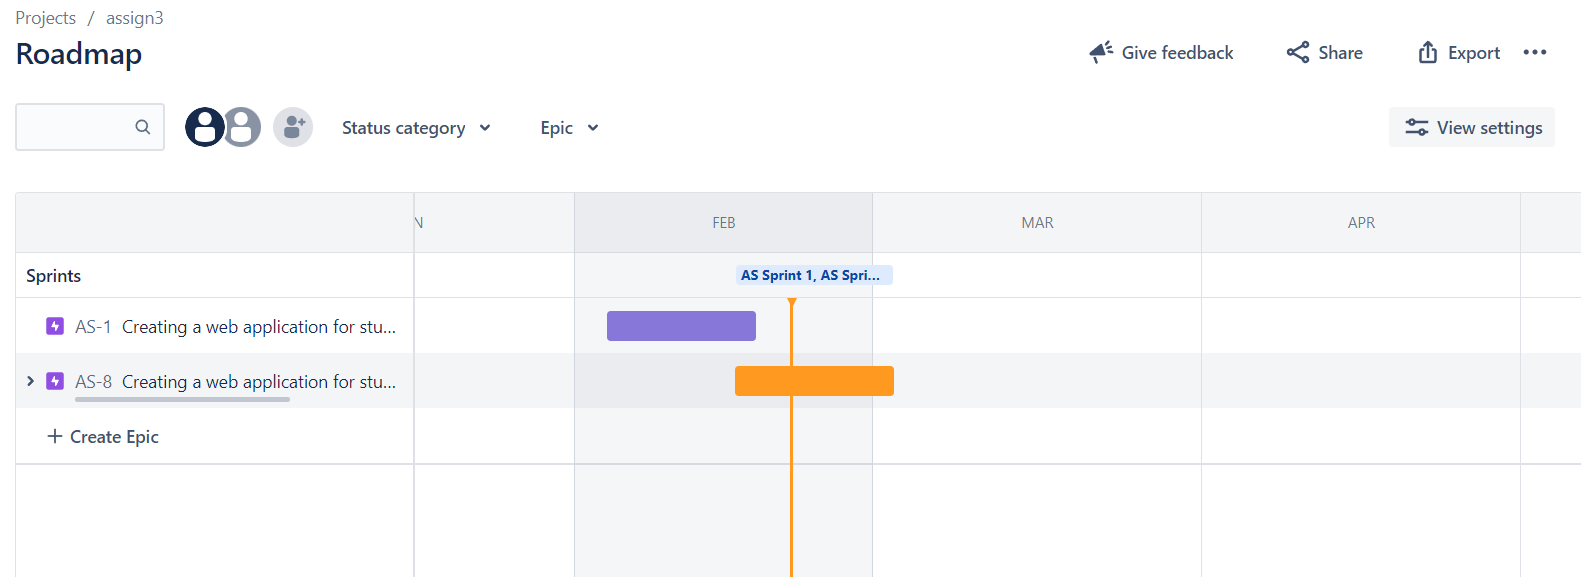 Projects / assign3
Roadmap
Give feedback
Share
Export
Status category
Epic
View settings
N
FEB
MAR
APR
Sprints
AS Sprint 1, AS Spri...
AS-1 Creating a web application for stu...
AS-8 Creating a web application for stu...
+ Create Epic